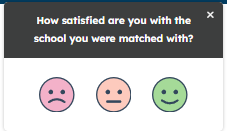 How satisfied are you with the
school you were matched with?